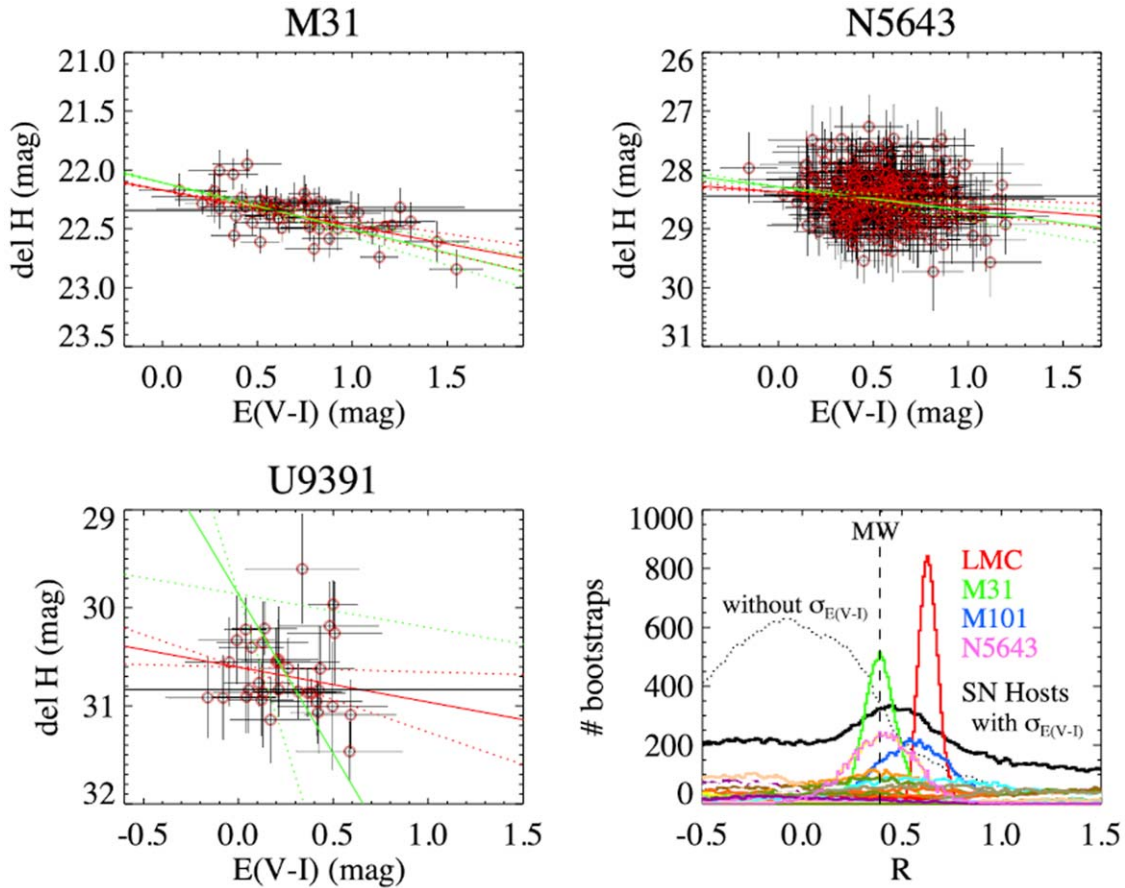 M31
21.0
21.5
22.0
22.5
23.0
23.5
del H (mag)
0.0 0.5 1.0 1.5
E(V-I) (mag)
N5643
26
27
28
29
30
31
del H (mag)
0.0 0.5 1.0 1.5
E(V-I) (mag)
U9391
29
30
31
32
del H (mag)
-0.5 0.0 0.5 1.0 1.5
E(V-I) (mag)
1000
800
600
400
200
0
# bootstraps
MW
LMC
M31
M101
N5643
without σE(V-I)
SN Hosts
with σE(V-I)
-0.5 0.0 0.5 1.0 1.5
R